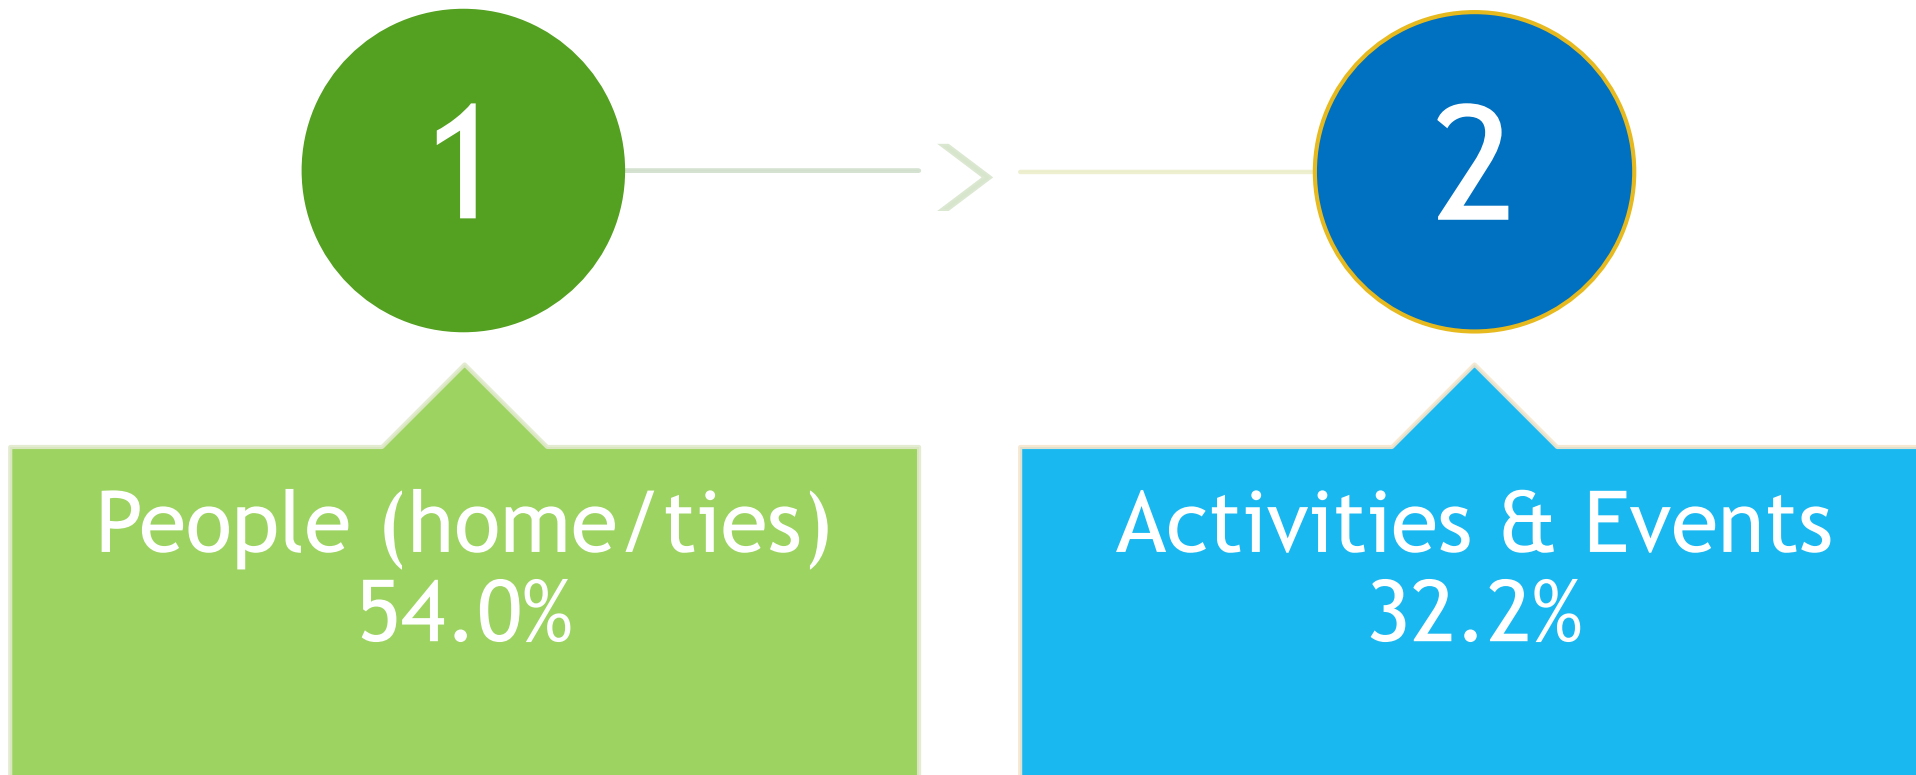 1
People (home/ties)
54.0%
2
Activities & Events
32.2%